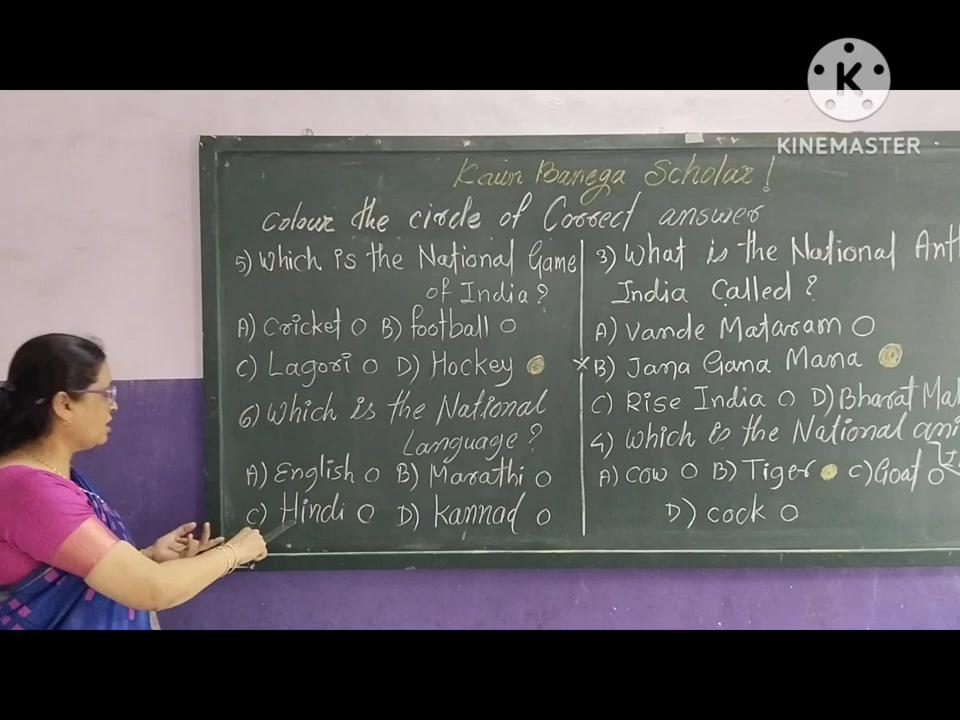 K
KINEMASTER
Kaun Banega Scholar!
Colour the circle of Correct answer
5) Which is the National Game
of India?
A) Cricket O B) football O
C) Lagori O D) Hockey
6) Which is the National
Language?
A) English O B) Marathi O
C) Hindi O D) Kannad O
3) What is the National Anth
India Called?
A) Vande Mataram O
B) Jana Gana Mana
C) Rise India O D) Bharat Ma
4) Which is the National ani
A) Cow O B) Tiger C) Goat O
D) Cock O